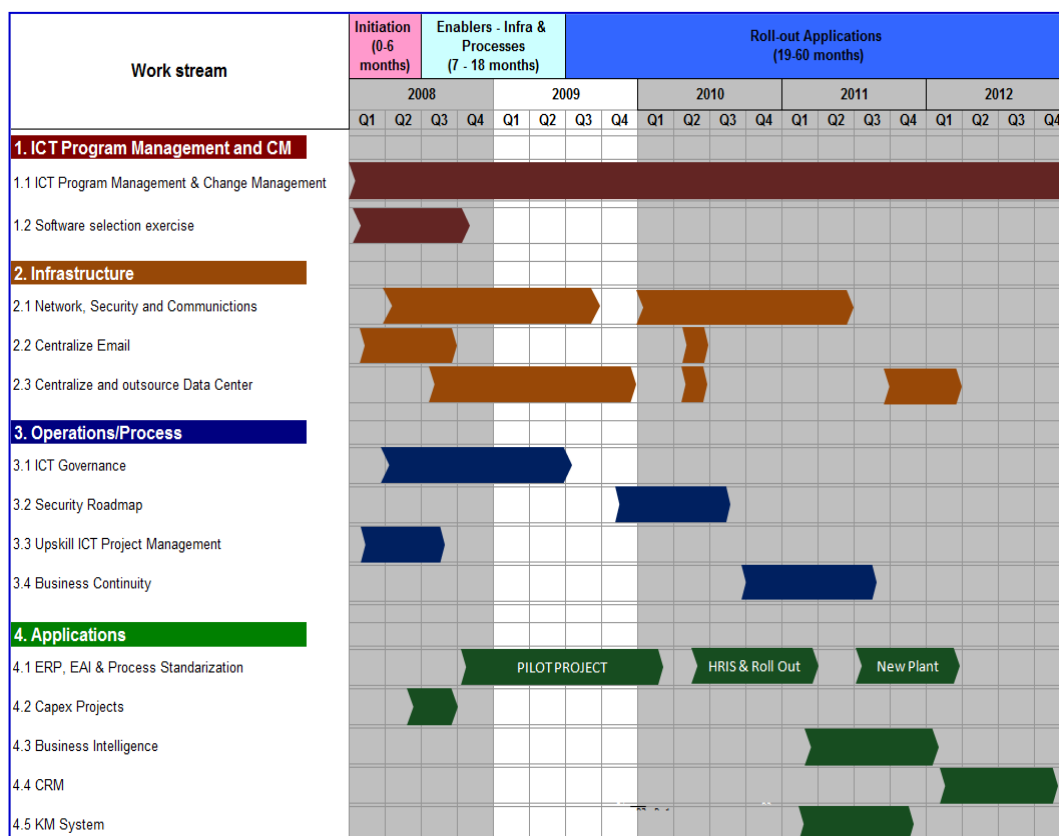 Work stream
Initiation
(0-6
months)
Enablers - Infra &
Processes
(7 - 18 months)
Roll-out Applications
(19-60 months)
2008 2009 2010 2011 2012
Q1 Q2 Q3 Q4 Q1 Q2 Q3 Q4 Q1 Q2 Q3 Q4 Q1 Q2 Q3 Q4 Q1 Q2 Q3 Q4
1. ICT Program Management and CM
1.1 ICT Program Management & Change Management
1.2 Software selection exercise
2. Infrastructure
2.1 Network, Security and Communictions
2.2 Centralize Email
2.3 Centralize and outsource Data Center
3. Operations/Process
3.1 ICT Governance
3.2 Security Roadmap
3.3 Upskill ICT Project Management
3.4 Business Continuity
4. Applications
4.1 ERP, EAI & Process Standarization
PILOT PROJECT HRIS & Roll Out New Plant
4.2 Capex Projects
4.3 Business Intelligence
4.4 CRM
4.5 KM System